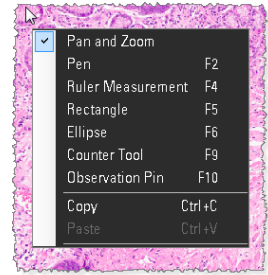 Pan and Zoom
Pen F2
Ruler Measurement F4
Rectangle F5
Ellipse F6
Counter Tool F9
Observation Pin F10
Copy Ctrl+C
Paste Ctrl+V